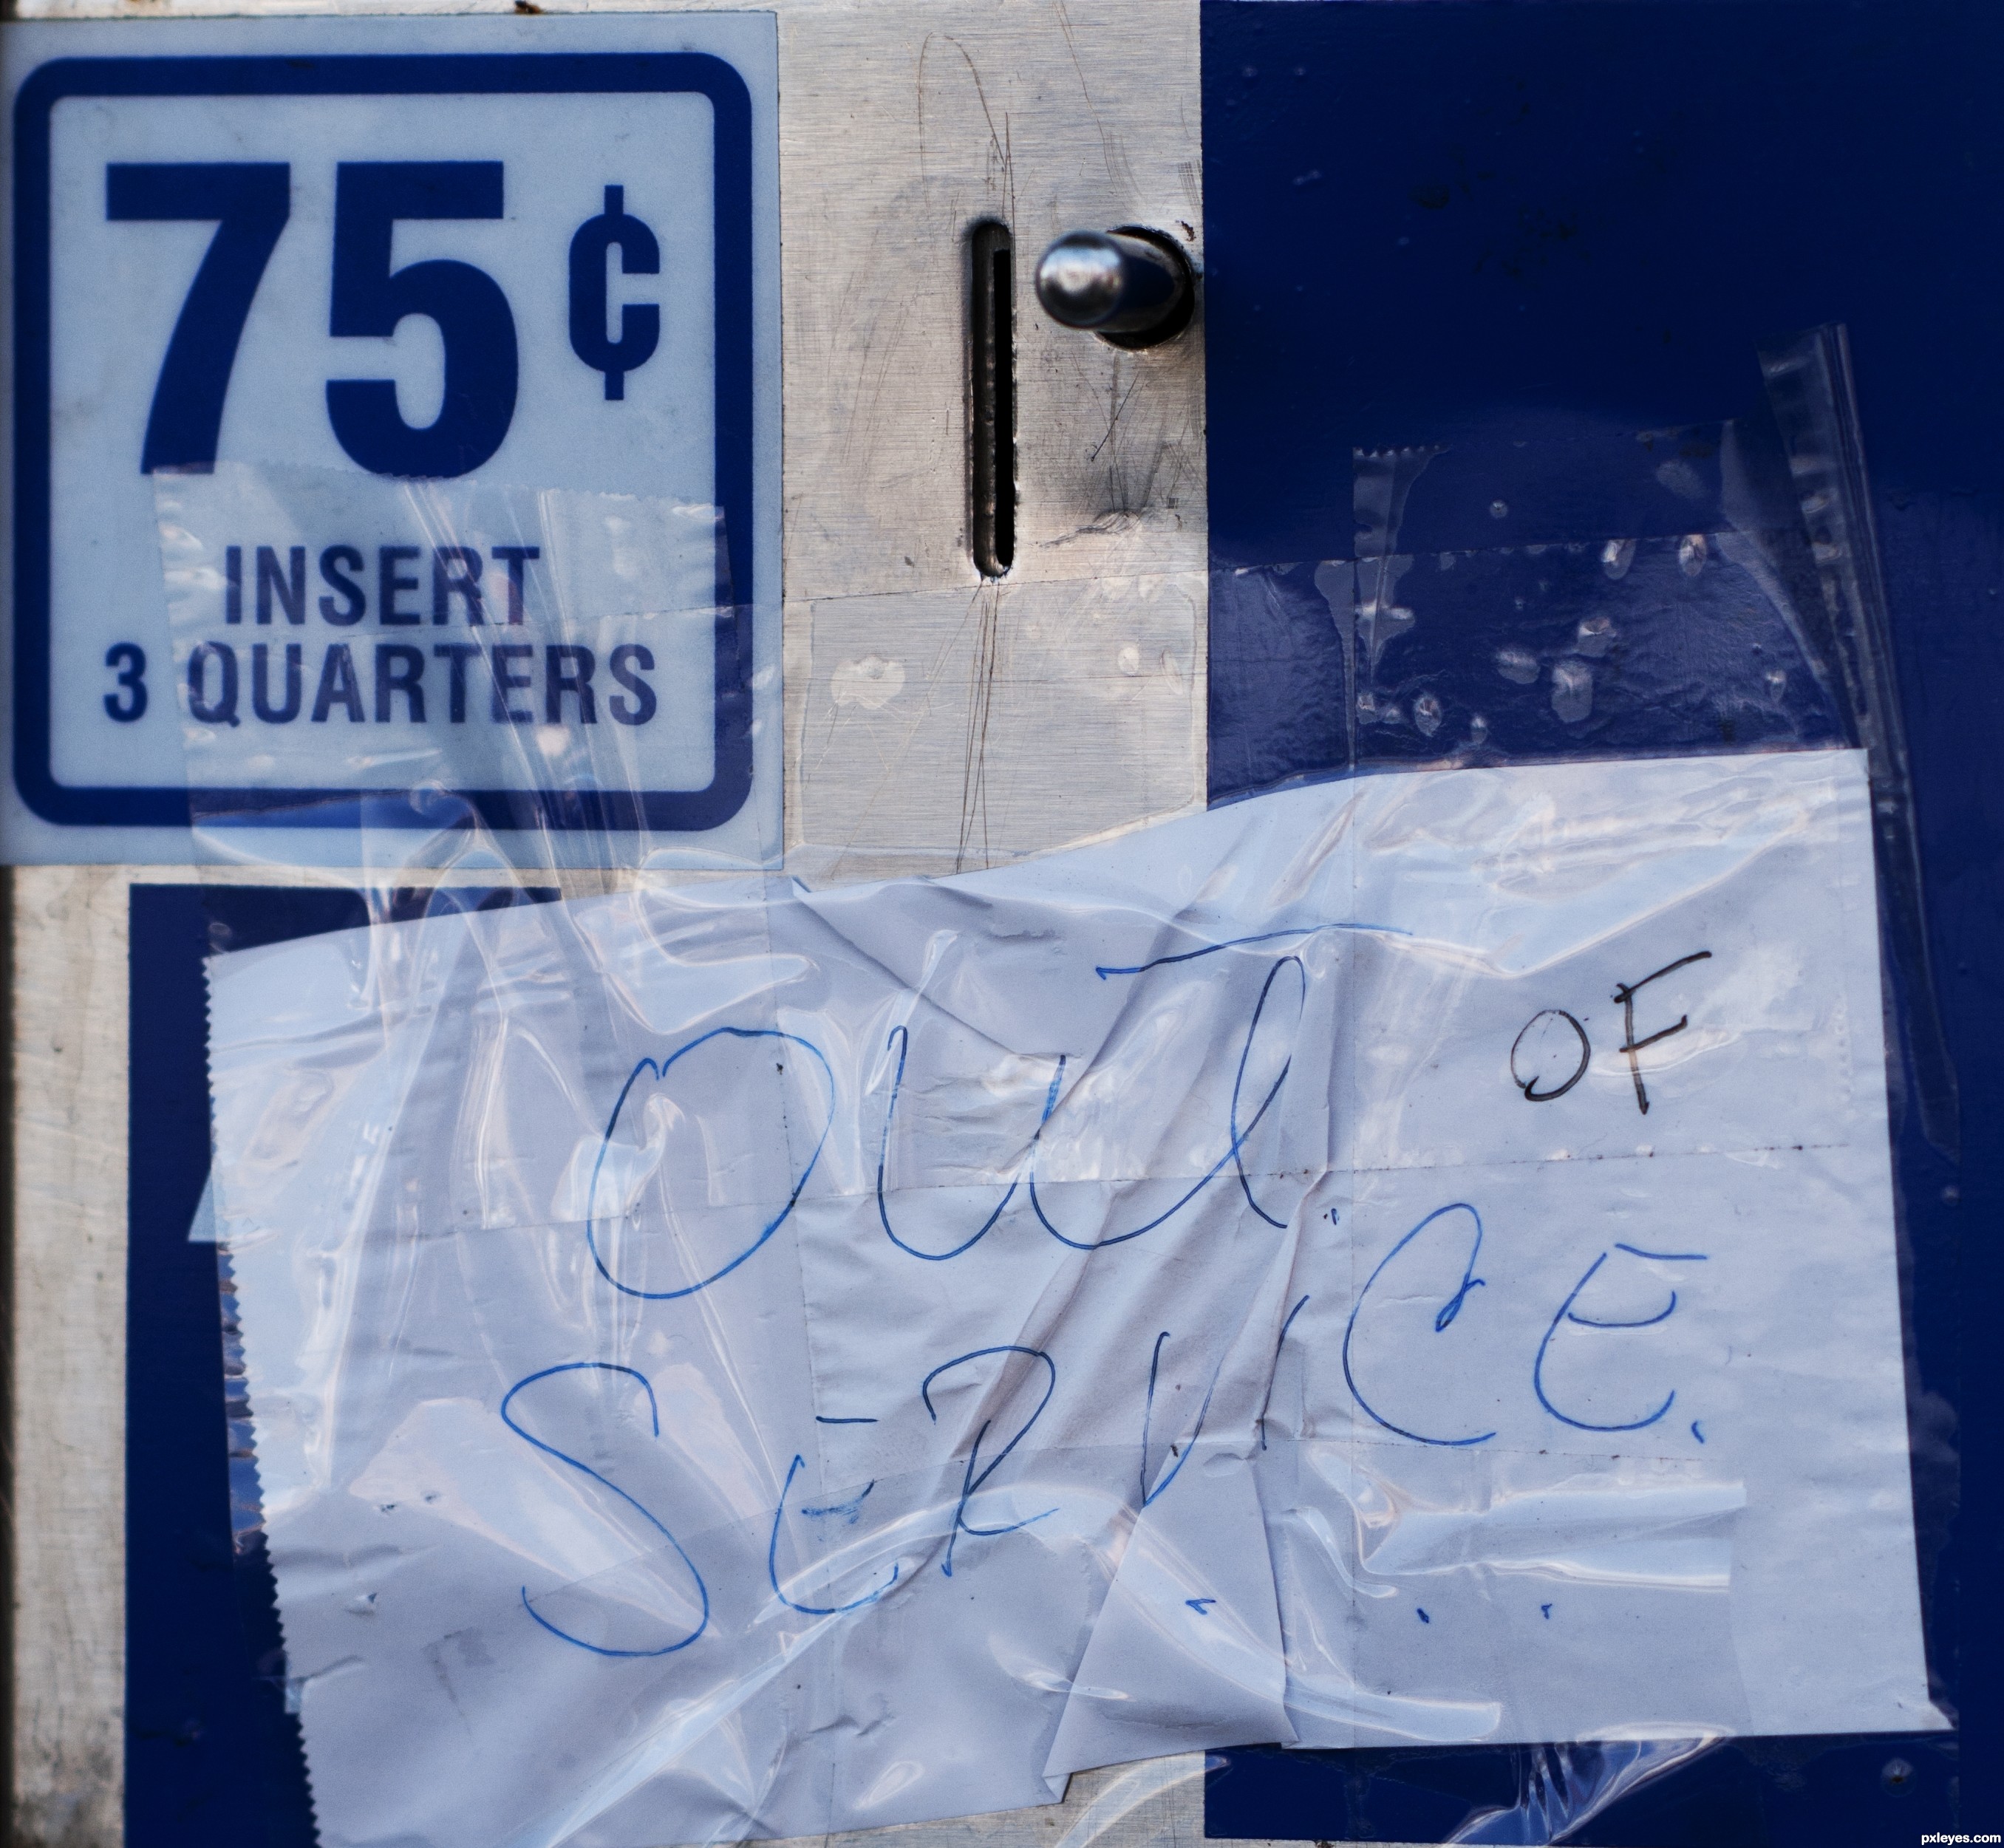 75¢
INSERT
3 QUARTERS
OUT OF
SERVICE.
pxleyes.com